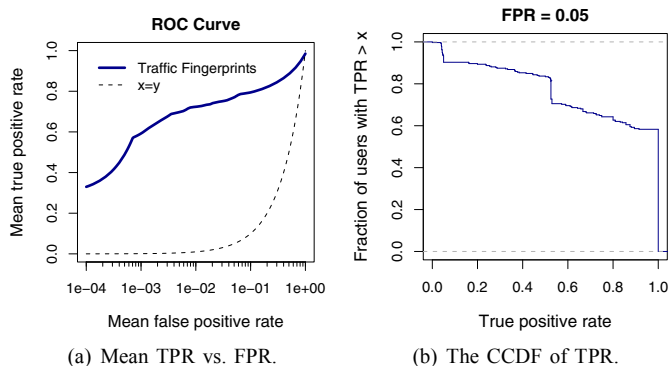 ROC Curve
Mean true positive rate
0.0 0.2 0.4 0.6 0.8 1.0
Traffic Fingerprints
x=y
1e−04 1e−03 1e−02 1e−01 1e+00
Mean false positive rate
(a) Mean TPR vs. FPR.
FPR = 0.05
Fraction of users with TPR > x
0.0 0.2 0.4 0.6 0.8 1.0
0.0 0.2 0.4 0.6 0.8 1.0
True positive rate
(b) The CCDF of TPR.